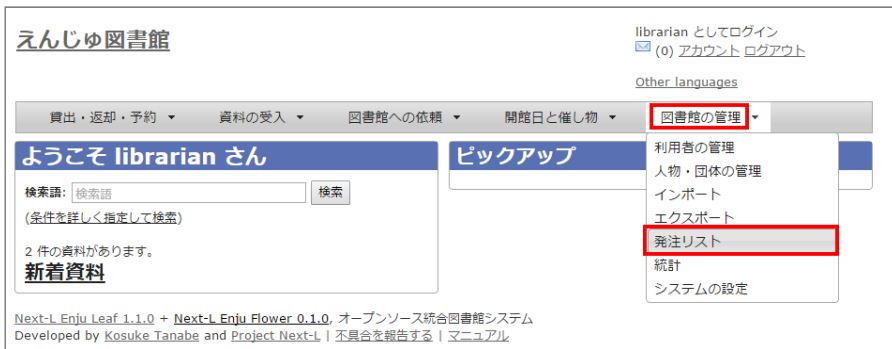 えんじゅ図書館
librarian としてログイン
(0) アカウント ログアウト
Other languages
貸出・返却・予約 ▼ 資料の受入 ▼ 図書館への依頼 ▼ 開館日と催し物 ▼ 図書館の管理 ▼
利用者の管理
人物・団体の管理
インポート
エクスポート
発注リスト
統計
システムの設定
ようこそ librarian さん
検索語: 検索語 検索
(条件を詳しく指定して検索)
2 件の資料があります。
新着資料
ピックアップ
Next-L Enju Leaf 1.1.0 + Next-L Enju Flower 0.1.0, オープンソース統合図書館システム
Developed by Kosuke Tanabe and Project Next-L | 不具合を報告する | マニュアル